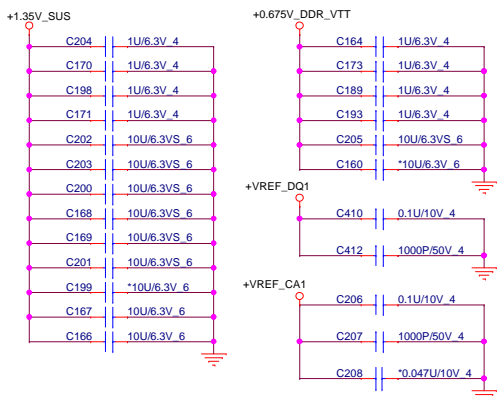 +1.35V_SUS
C204 1U/6.3V_4
C170 1U/6.3V_4
C198 1U/6.3V_4
C171 1U/6.3V_4
C202 10U/6.3VS_6
C203 10U/6.3VS_6
C200 10U/6.3VS_6
C168 10U/6.3VS_6
C169 10U/6.3VS_6
C201 10U/6.3VS_6
C199 *10U/6.3V_6
C167 10U/6.3V_6
C166 10U/6.3V_6
+0.675V_DDR_VTT
C164 1U/6.3V_4
C173 1U/6.3V_4
C189 1U/6.3V_4
C193 1U/6.3V_4
C205 10U/6.3VS_6
C160 *10U/6.3V_6
+VREF_DQ1
C410 0.1U/10V_4
C412 1000P/50V_4
+VREF_CA1
C206 0.1U/10V_4
C207 1000P/50V_4
C208 *0.047U/10V_4